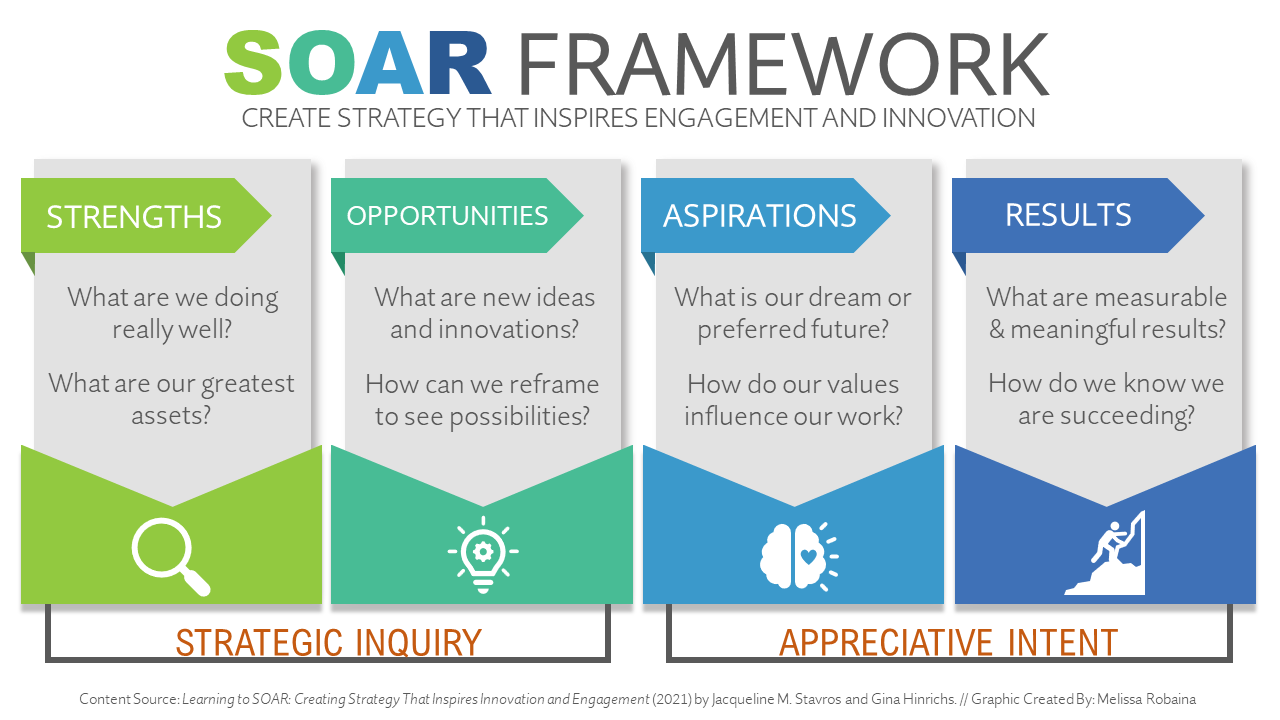 SOAR FRAMEWORK
CREATE STRATEGY THAT INSPIRES ENGAGEMENT AND INNOVATION
STRENGTHS
What are we doing
really well?
What are our greatest
assets?
OPPORTUNITIES
What are new ideas
and innovations?
How can we reframe
to see possibilities?
ASPIRATIONS
What is our dream or
preferred future?
How do our values
influence our work?
RESULTS
What are measurable
& meaningful results?
How do we know we
are succeeding?
STRATEGIC INQUIRY
APPRECIATIVE INTENT
Content Source: Learning to SOAR: Creating Strategy That Inspires Innovation and Engagement (2021) by Jacqueline M. Stavros and Gina Hinrichs. // Graphic Created By: Melissa Robaina